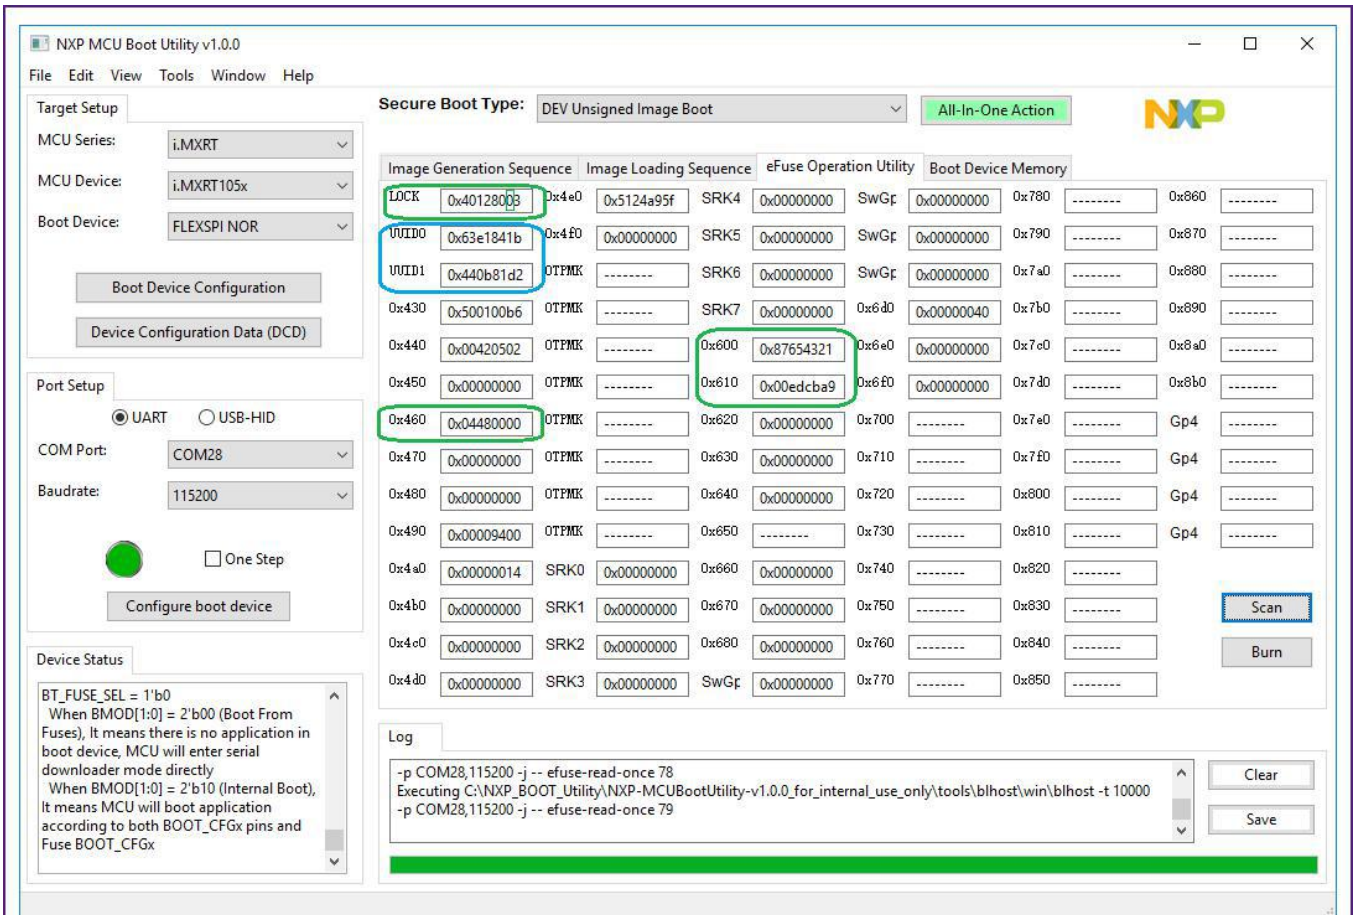 NXP MCU Boot Utility v1.0.0
File Edit View Tools Window Help
Target Setup
MCU Series: i.MXRT
MCU Device: i.MXRT105x
Boot Device: FLEXSPI NOR
Boot Device Configuration
Device Configuration Data (DCD)
Port Setup
UART USB-HID
COM Port: COM28
Baudrate: 115200
One Step
Configure boot device
Device Status
BT_FUSE_SEL = 1'b0
When BMOD[1:0] = 2'b00 (Boot From
Fuses), It means there is no application in
boot device, MCU will enter serial
downloader mode directly
When BMOD[1:0] = 2'b10 (Internal Boot),
It means MCU will boot application
according to both BOOT_CFGx pins and
Fuse BOOT_CFGx
Secure Boot Type: DEV Unsigned Image Boot All-In-One Action NXP
Image Generation Sequence Image Loading Sequence eFuse Operation Utility Boot Device Memory
LOCK 0x40128003 0x4e0 0x5124a95f SRK4 0x00000000 SwGp 0x00000000 0x780 -------- 0x860 --------
UUID0 0x63e1841b 0x4f0 0x00000000 SRK5 0x00000000 SwGp 0x00000000 0x790 -------- 0x870 --------
UUID1 0x440b81d2 OTPMK -------- SRK6 0x00000000 SwGp 0x00000000 0x7a0 -------- 0x880 --------
0x430 0x500100b6 OTPMK -------- SRK7 0x00000000 0x6d0 0x00000040 0x7b0 -------- 0x890 --------
0x440 0x00420502 OTPMK -------- 0x600 0x87654321 0x6e0 0x00000000 0x7c0 -------- 0x8a0 --------
0x450 0x00000000 OTPMK -------- 0x610 0x00edcba9 0x6f0 0x00000000 0x7d0 -------- 0x8b0 --------
0x460 0x04480000 OTPMK -------- 0x620 0x00000000 0x700 -------- 0x7e0 -------- Gp4 --------
0x470 0x00000000 OTPMK -------- 0x630 0x00000000 0x710 -------- 0x7f0 -------- Gp4 --------
0x480 0x00000000 OTPMK -------- 0x640 0x00000000 0x720 -------- 0x800 -------- Gp4 --------
0x490 0x00009400 OTPMK -------- 0x650 -------- 0x730 -------- 0x810 -------- Gp4 --------
0x4a0 0x00000014 SRK0 0x00000000 0x660 0x00000000 0x740 -------- 0x820 --------
0x4b0 0x00000000 SRK1 0x00000000 0x670 0x00000000 0x750 -------- 0x830 -------- Scan
0x4c0 0x00000000 SRK2 0x00000000 0x680 0x00000000 0x760 -------- 0x840 -------- Burn
0x4d0 0x00000000 SRK3 0x00000000 SwGp 0x00000000 0x770 -------- 0x850 --------
Log
-p COM28,115200 -j -- efuse-read-once 78
Executing C:\NXP_BOOT_Utility\NXP-MCUBootUtility-v1.0.0_for_internal_use_only\tools\blhost\win\blhost -t 10000
-p COM28,115200 -j -- efuse-read-once 79
Clear
Save